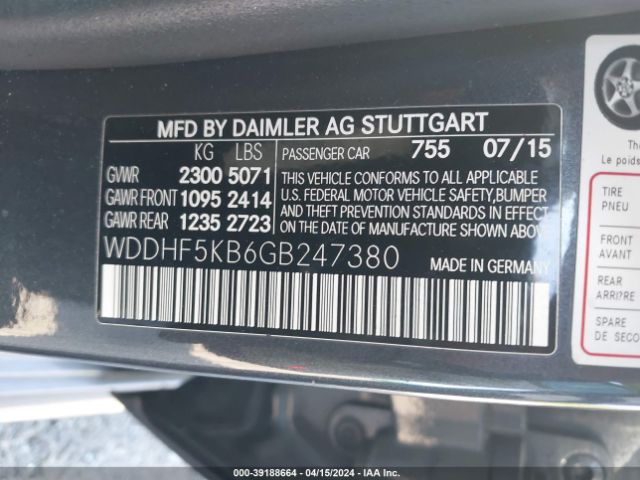 MFD BY DAIMLER AG STUTTGART
KG LBS PASSENGER CAR 755 07/15
GVWR 2300 5071
GAWR FRONT 1095 2414
GAWR REAR 1235 2723
THIS VEHICLE CONFORMS TO ALL APPLICABLE
U.S. FEDERAL MOTOR VEHICLE SAFETY,BUMPER
AND THEFT PREVENTION STANDARDS IN EFFECT
ON THE DATE OF MANUFACTURE SHOWN ABOVE.
WDDHF5KB6GB247380 MADE IN GERMANY
Th
Le poids
TIRE
PNEU
FRONT
AVANT
REAR
ARRI?RE
SPARE
DE SECO
000-39188664 - 04/15/2024 - IAA, Inc.